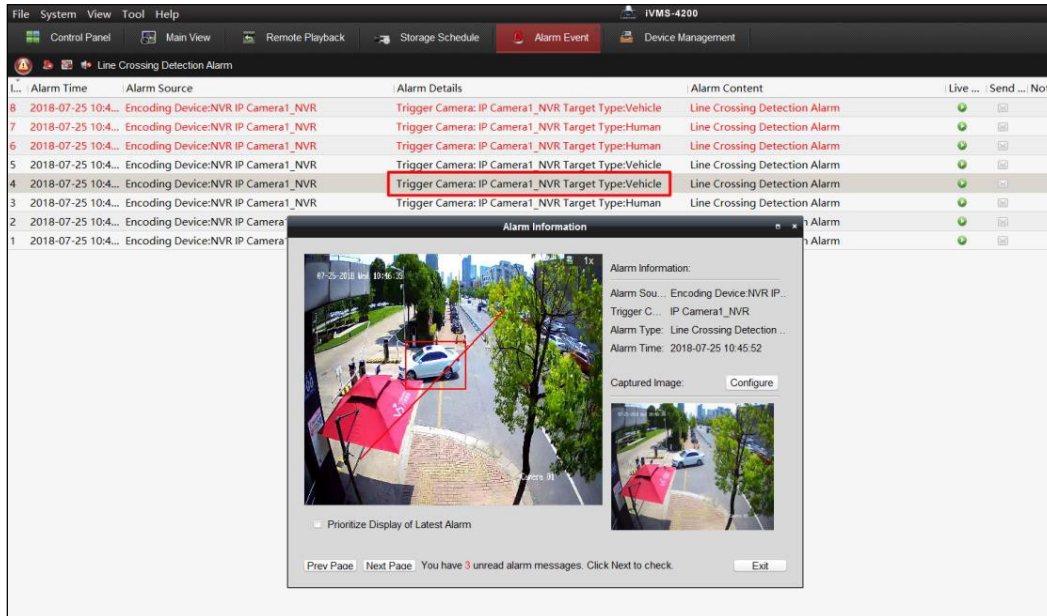 File System View Tool Help iVMS-4200
Control Panel Main View Remote Playback Storage Schedule Alarm Event Device Management
Line Crossing Detection Alarm
I... Alarm Time Alarm Source Alarm Details Alarm Content Live ... Send ... Not
8 2018-07-25 10:4... Encoding Device:NVR IP Camera1_NVR Trigger Camera: IP Camera1_NVR Target Type:Vehicle Line Crossing Detection Alarm
7 2018-07-25 10:4... Encoding Device:NVR IP Camera1_NVR Trigger Camera: IP Camera1_NVR Target Type:Human Line Crossing Detection Alarm
6 2018-07-25 10:4... Encoding Device:NVR IP Camera1_NVR Trigger Camera: IP Camera1_NVR Target Type:Human Line Crossing Detection Alarm
5 2018-07-25 10:4... Encoding Device:NVR IP Camera1_NVR Trigger Camera: IP Camera1_NVR Target Type:Vehicle Line Crossing Detection Alarm
4 2018-07-25 10:4... Encoding Device:NVR IP Camera1_NVR Trigger Camera: IP Camera1_NVR Target Type:Vehicle Line Crossing Detection Alarm
3 2018-07-25 10:4... Encoding Device:NVR IP Camera1_NVR Trigger Camera: IP Camera1_NVR Target Type:Human Line Crossing Detection Alarm
2 2018-07-25 10:4... Encoding Device:NVR IP Camera Alarm
1 2018-07-25 10:4... Encoding Device:NVR IP Camera Alarm
Alarm Information
07-25-2018 Wed 10:46:35 1x
Camera 01
Alarm Information:
Alarm Sou... Encoding Device:NVR IP..
Trigger C... IP Camera1_NVR
Alarm Type: Line Crossing Detection ..
Alarm Time: 2018-07-25 10:45:52
Captured Image: Configure
Prioritize Display of Latest Alarm
Prev Page Next Page You have 3 unread alarm messages. Click Next to check. Exit